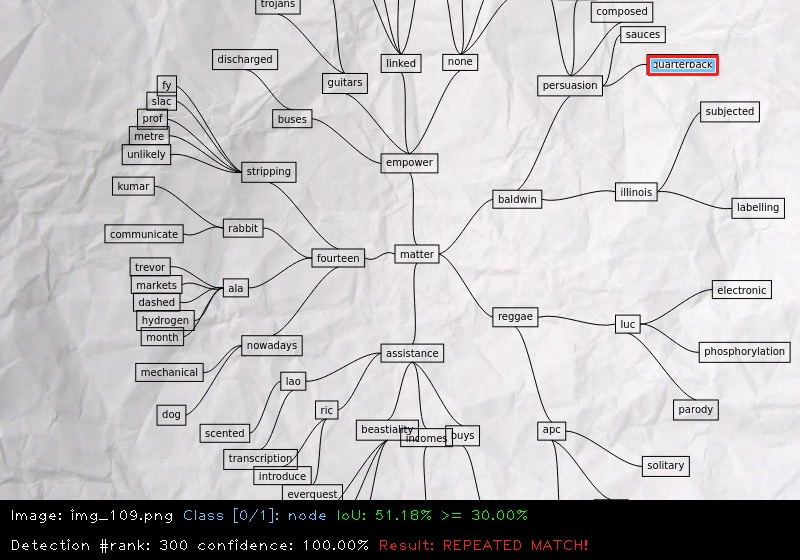 trojans
composed
sauces
discharged
linked
none
quarterback
guitars
persuasion
fy
slac
subjected
prof
buses
metre
unlikely
empower
stripping
kumar
illinois
baldwin
labelling
rabbit
communicate
matter
fourteen
trevor
markets
ala
electronic
dashed
hydrogen
reggae
luc
month
nowadays
assistance
phosphorylation
mechanical
lao
ric
parody
dog
scented
beastiality
incomes
buys
apc
transcription
solitary
introduce
everquest
Image: img_109.png Class [0/1]: node IoU: 51.18% >= 30.00%
Detection #rank: 300 confidence: 100.00% Result: REPEATED MATCH!